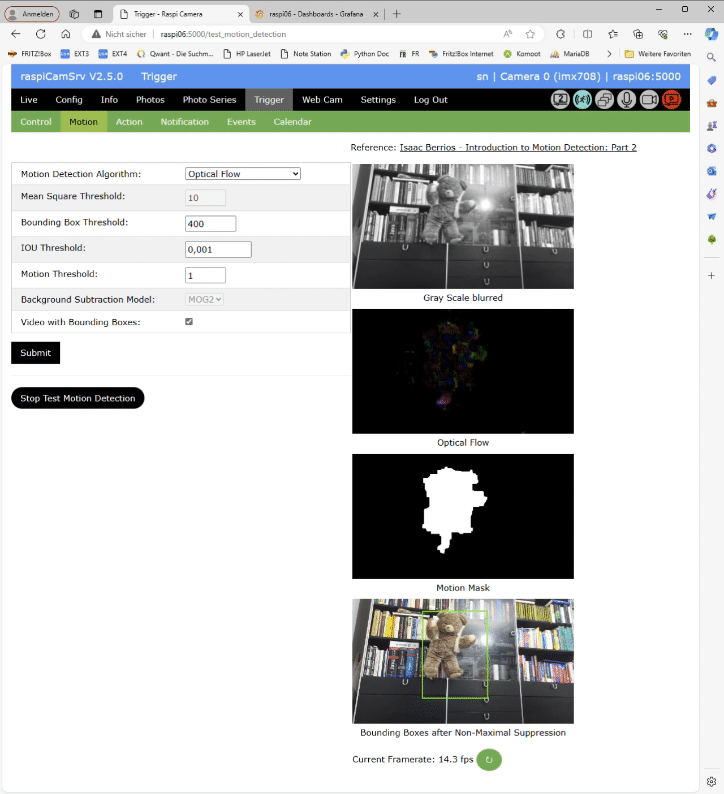 Anmelden
Trigger - Raspi Camera
raspi06 - Dashboards - Grafana
Nicht sicher raspi06:5000/test_motion_detection
FRITZ!Box EXT3 EXT4 Qwant - Die Suchm... HP LaserJet Note Station Python Doc FR Fritz!Box Internet Komoot MariaDB Weitere Favoriten
raspiCamSrv V2.5.0 Trigger sn | Camera 0 (imx708) | raspi06:5000
Live Config Info Photos Photo Series Trigger Web Cam Settings Log Out
Control Motion Action Notification Events Calendar
Reference: Isaac Berrios - Introduction to Motion Detection: Part 2
Motion Detection Algorithm: Optical Flow
Mean Square Threshold: 10
Bounding Box Threshold: 400
IOU Threshold: 0,001
Motion Threshold: 1
Background Subtraction Model: MOG2
Video with Bounding Boxes:
Submit
Stop Test Motion Detection
Gray Scale blurred
Optical Flow
Motion Mask
Bounding Boxes after Non-Maximal Suppression
Current Framerate: 14.3 fps